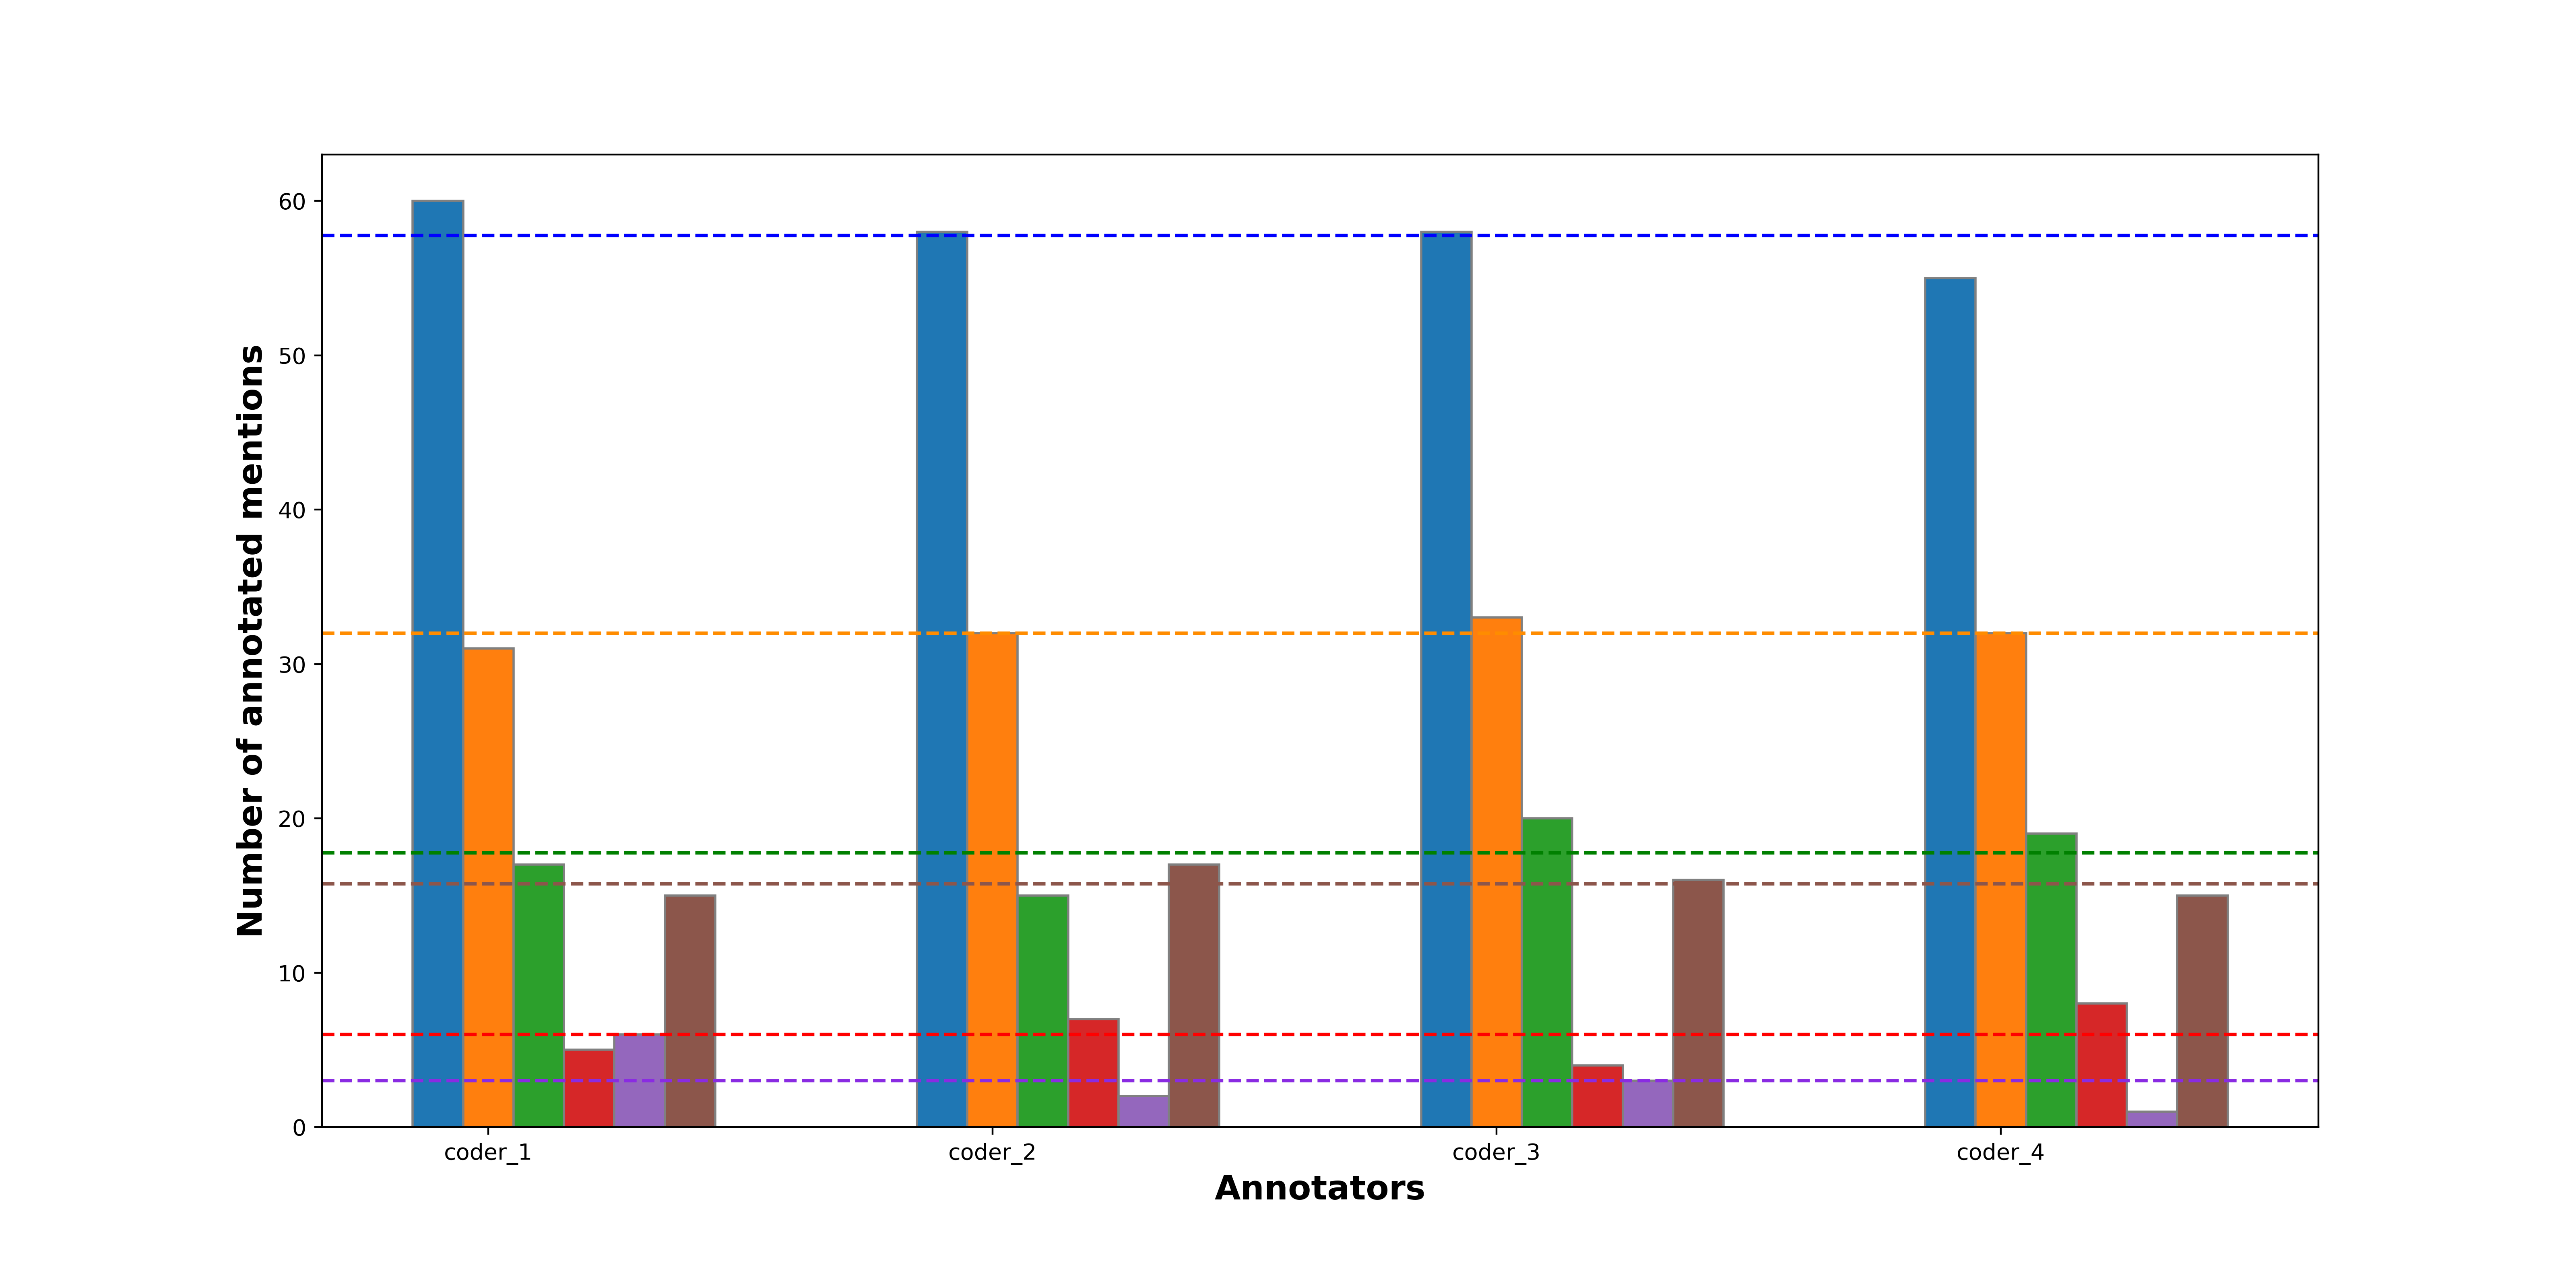 60
50
40
30
20
10
0
Number of annotated mentions
coder_1
coder_2
coder_3
coder_4
Annotators